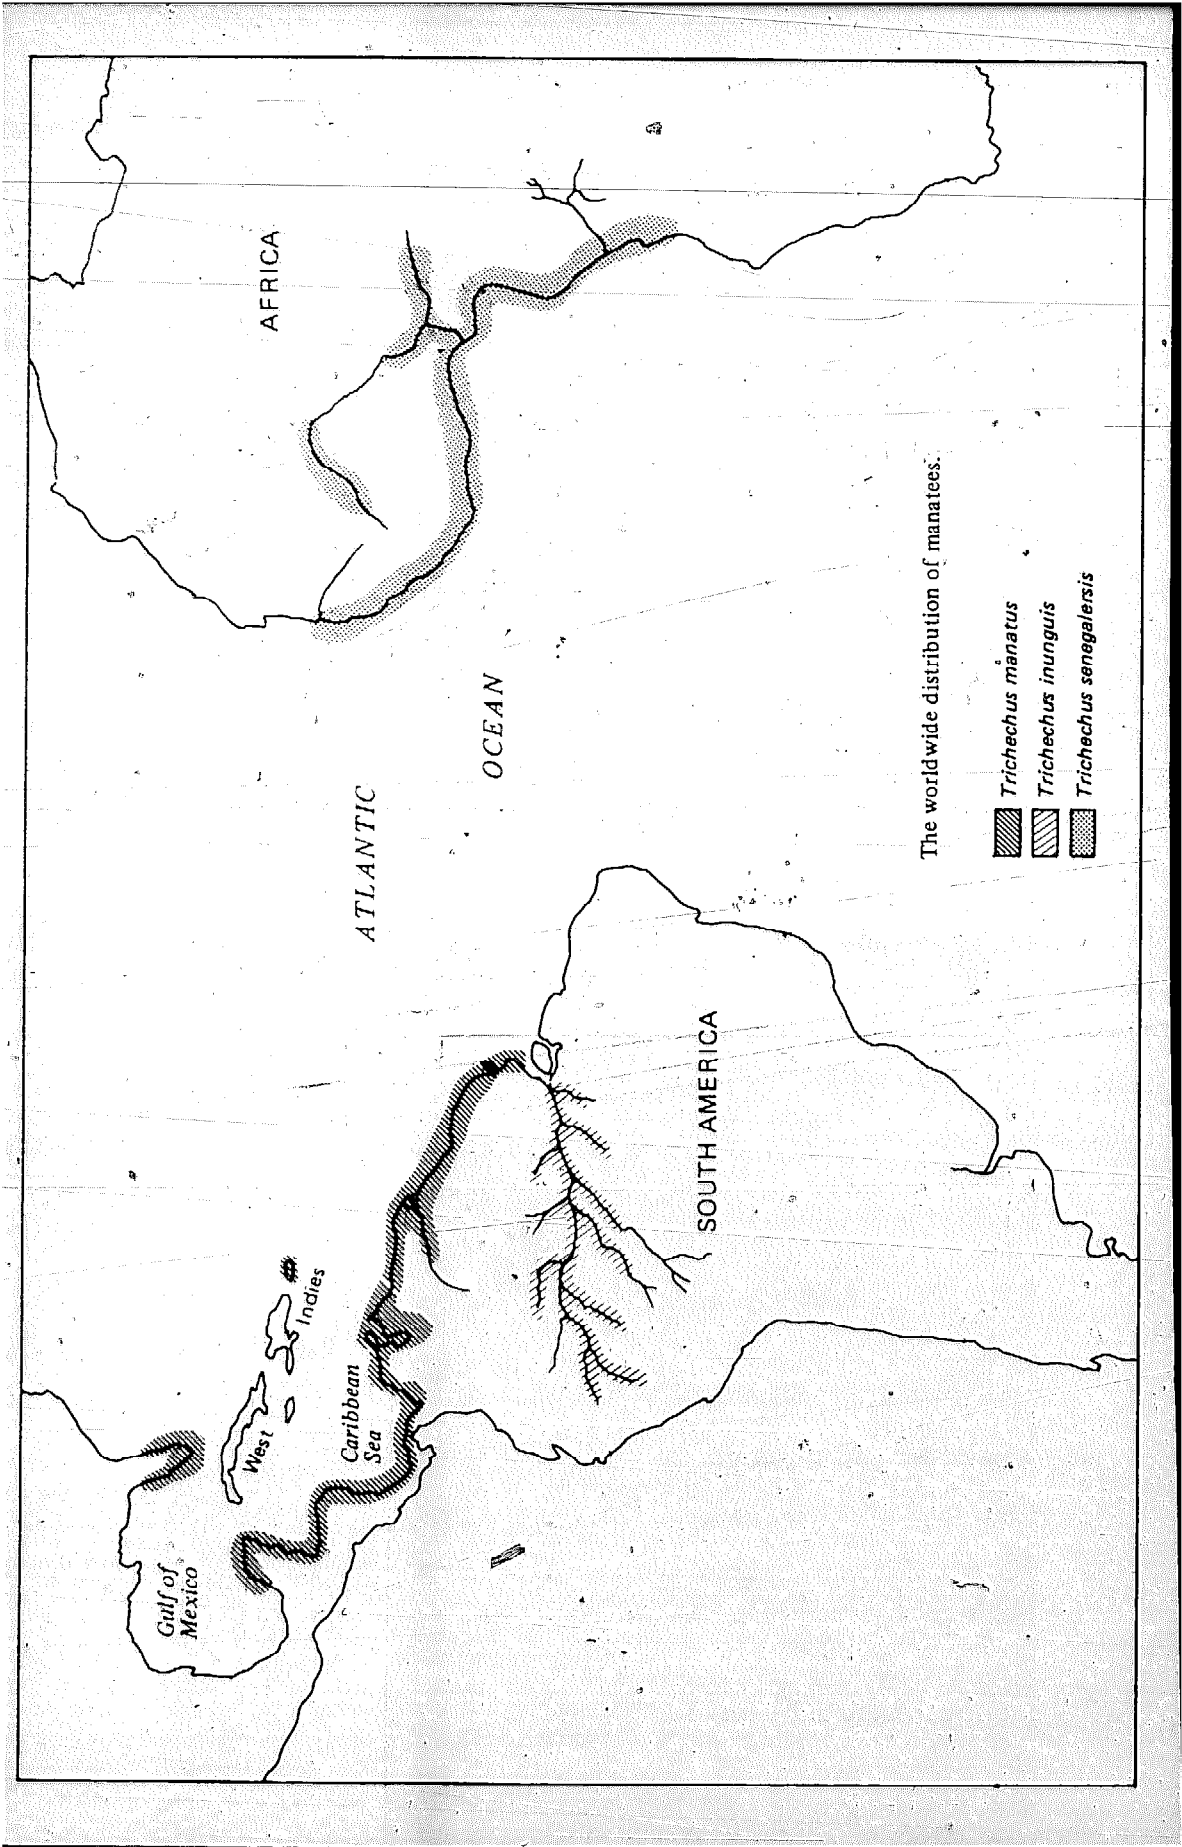 AFRICA
ATLANTIC
OCEAN
Gulf of
Mexico
West
Indies
Caribbean
Sea
SOUTH AMERICA
The worldwide distribution of manatees.
Trichechus manatus
Trichechus inunguis
Trichechus senegalersis